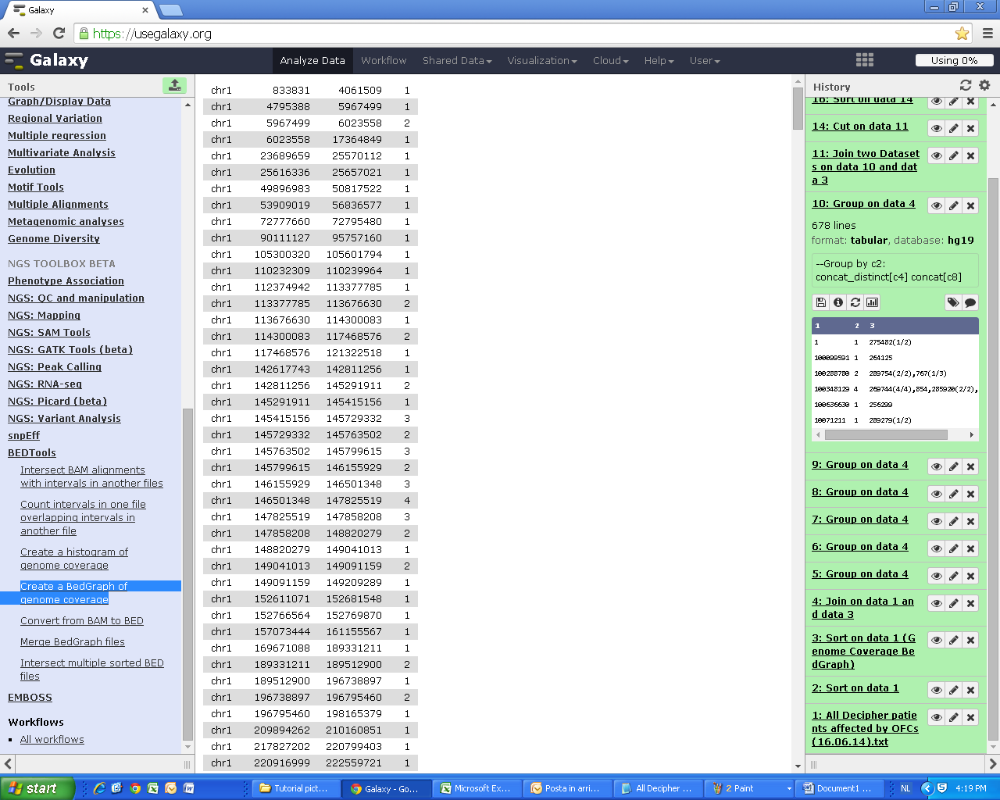 Galaxy
https://usegalaxy.org
Galaxy
Analyze Data Workflow Shared Data Visualization Cloud Help User
Using 0%
Tools
Graph/Display Data
Regional Variation
Multiple regression
Multivariate Analysis
Evolution
Motif Tools
Multiple Alignments
Metagenomic analyses
Genome Diversity
NGS TOOLBOX BETA
Phenotype Association
NGS: QC and manipulation
NGS: Mapping
NGS: SAM Tools
NGS: GATK Tools (beta)
NGS: Peak Calling
NGS: RNA-seq
NGS: Picard (beta)
NGS: Variant Analysis
snpEff
BEDTools
Intersect BAM alignments
with intervals in another files
Count intervals in one file
overlapping intervals in
another file
Create a histogram of
genome coverage
Create a BedGraph of
genome coverage
Convert from BAM to BED
Merge BedGraph files
Intersect multiple sorted BED
files
EMBOSS
Workflows
All workflows
chr1 833831 4061509 1
chr1 4795388 5967499 1
chr1 5967499 6023558 2
chr1 6023558 17364849 1
chr1 23689659 25570112 1
chr1 25616336 25657021 1
chr1 49896983 50817522 1
chr1 53909019 56836577 1
chr1 72777660 72795480 1
chr1 90111127 95757160 1
chr1 105300320 105601794 1
chr1 110232309 110239964 1
chr1 112374942 113377785 1
chr1 113377785 113676630 2
chr1 113676630 114300083 1
chr1 114300083 117468576 2
chr1 117468576 121322518 1
chr1 142617743 142811256 1
chr1 142811256 145291911 2
chr1 145291911 145415156 1
chr1 145415156 145729332 3
chr1 145729332 145763502 2
chr1 145763502 145799615 3
chr1 145799615 146155929 2
chr1 146155929 146501348 3
chr1 146501348 147825519 4
chr1 147825519 147858208 3
chr1 147858208 148820279 2
chr1 148820279 149041013 1
chr1 149041013 149091159 2
chr1 149091159 149209289 1
chr1 152611071 152681548 1
chr1 152766564 152769870 1
chr1 157073444 161155567 1
chr1 169671088 189331211 1
chr1 189331211 189512900 2
chr1 189512900 196738897 1
chr1 196738897 196795460 2
chr1 196795460 198165379 1
chr1 209894262 210160851 1
chr1 217827202 220799403 1
chr1 220916999 222559721 1
History
16: Sort on data 14
14: Cut on data 11
11: Join two Dataset
s on data 10 and dat
a 3
10: Group on data 4
678 lines
format: tabular, database: hg19
--Group by c2:
concat_distinct[c4] concat[c8]
1 2 3
1 1 275482(1/2)
100099591 1 264125
100288780 2 289754(2/2),767(1/3)
100348129 4 269744(4/4),854,285920(2/2),
100636630 1 256299
10071211 1 289279(1/2)
9: Group on data 4
8: Group on data 4
7: Group on data 4
6: Group on data 4
5: Group on data 4
4: Join on data 1 an
d data 3
3: Sort on data 1 (G
enome Coverage Be
dGraph)
2: Sort on data 1
1: All Decipher patie
nts affected by OFCs
(16.06.14).txt
start
Tutorial pict...
Galaxy - Go...
Microsoft Ex...
Posta in arri...
All Decipher ...
2 Paint
Document1 ...
NL
4:19 PM